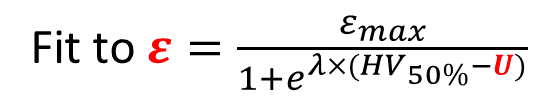 Fit to ε = ε_max / (1+e^(λ×(HV_50%−U)))